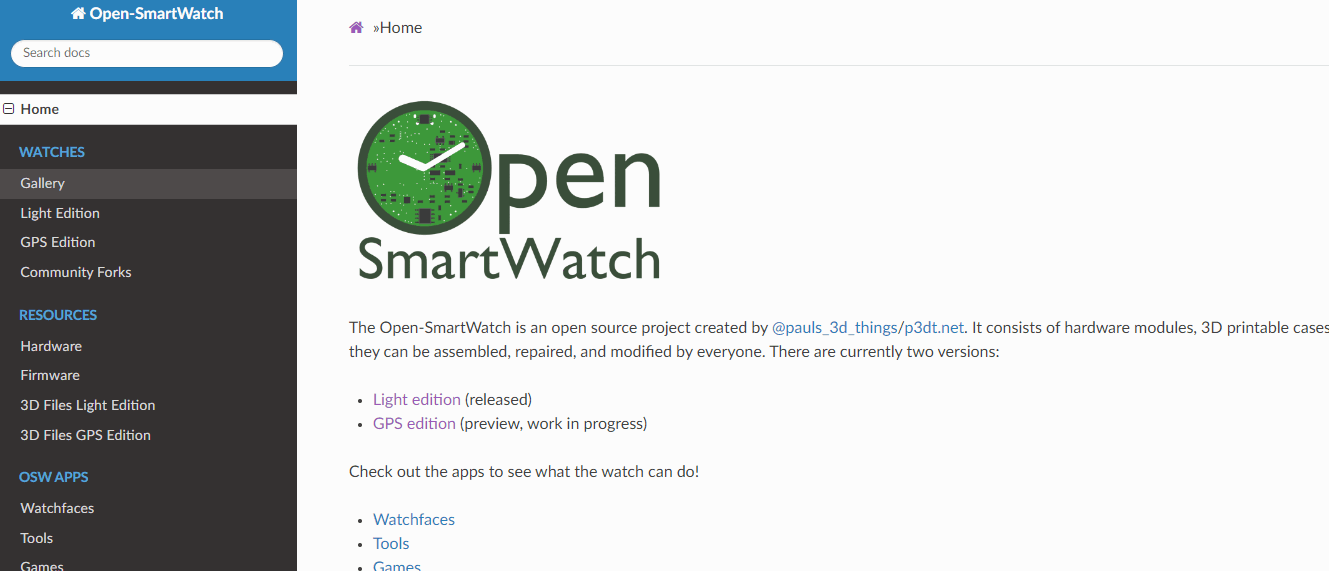 Open-SmartWatch
Search docs
Home
WATCHES
Gallery
Light Edition
GPS Edition
Community Forks
RESOURCES
Hardware
Firmware
3D Files Light Edition
3D Files GPS Edition
OSW APPS
Watchfaces
Tools
Games
»Home
Open
SmartWatch
The Open-SmartWatch is an open source project created by @pauls_3d_things/p3dt.net. It consists of hardware modules, 3D printable cases
they can be assembled, repaired, and modified by everyone. There are currently two versions:
• Light edition (released)
• GPS edition (preview, work in progress)
Check out the apps to see what the watch can do!
• Watchfaces
• Tools
• Games